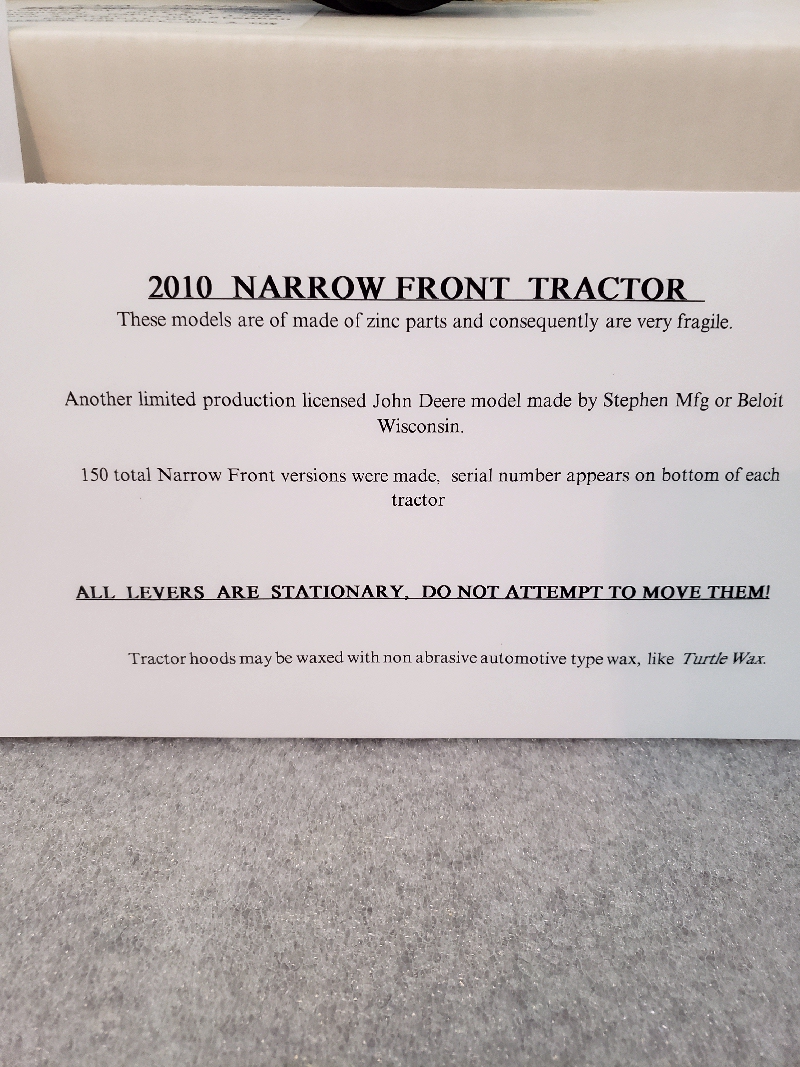 2010 NARROW FRONT TRACTOR
These models are of made of zinc parts and consequently are very fragile.
Another limited production licensed John Deere model made by Stephen Mfg or Beloit
Wisconsin.
150 total Narrow Front versions were made, serial number appears on bottom of each
tractor
ALL LEVERS ARE STATIONARY, DO NOT ATTEMPT TO MOVE THEM!
Tractor hoods may be waxed with non abrasive automotive type wax, like Turtle Wax.